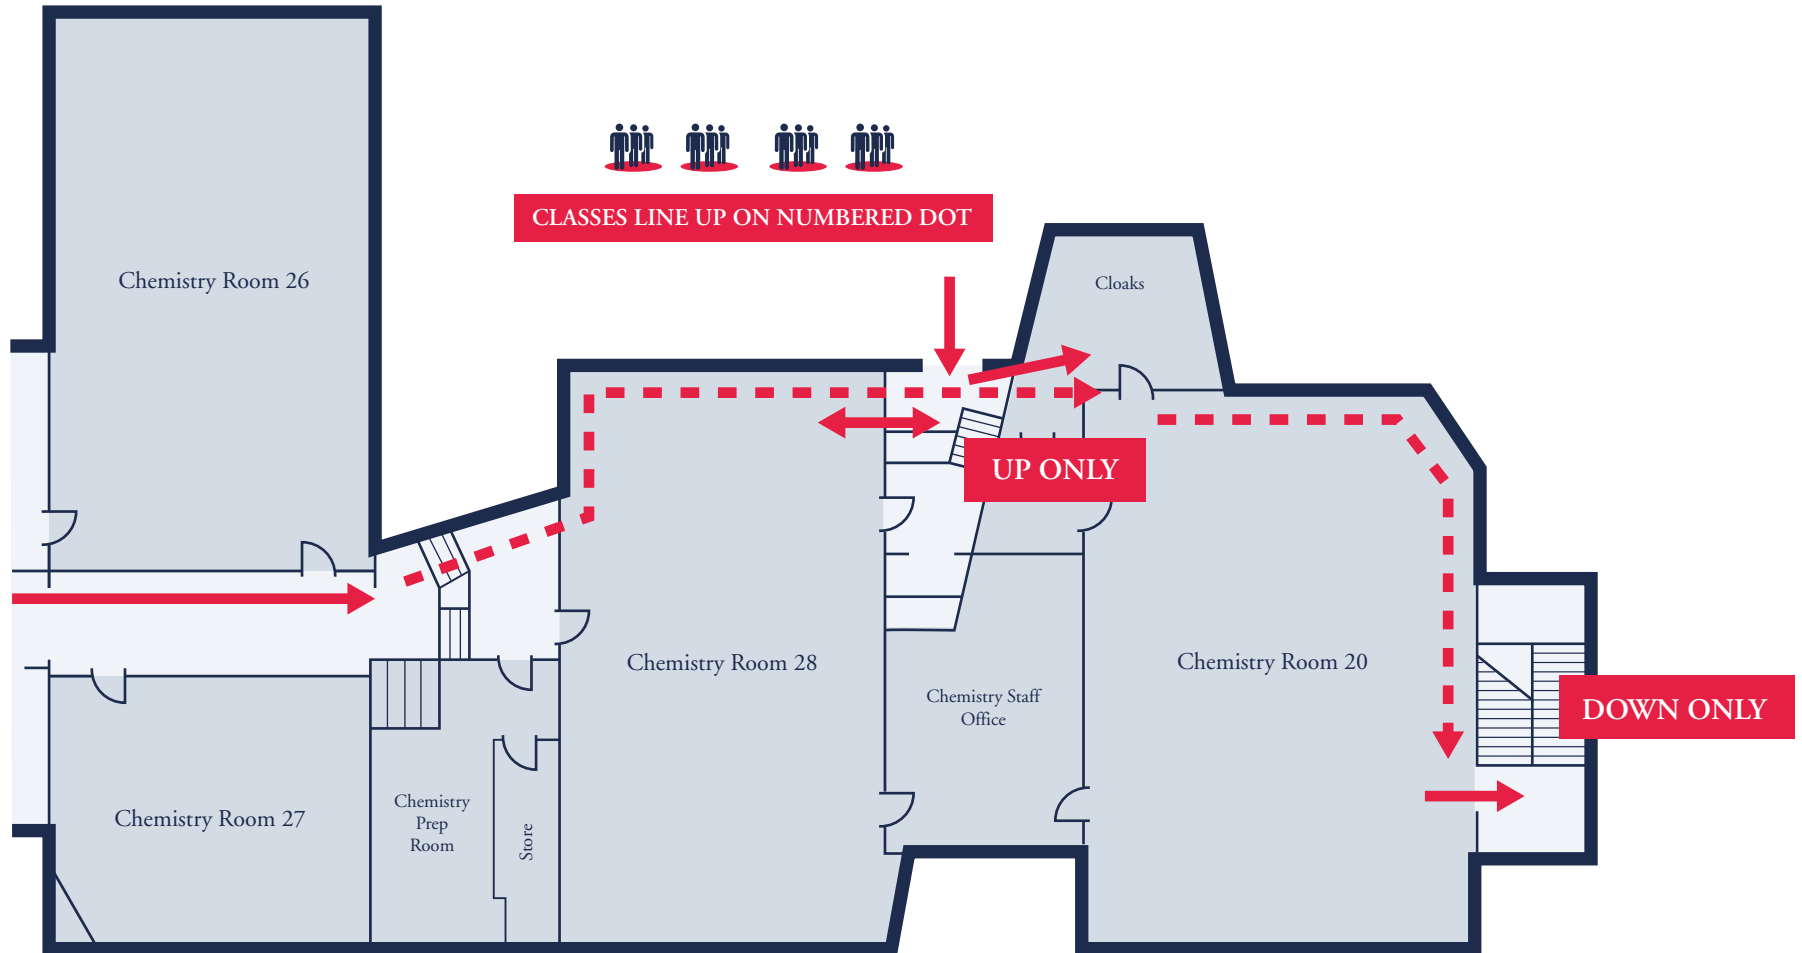 CLASSES LINE UP ON NUMBERED DOT
Chemistry Room 26
Cloaks
UP ONLY
Chemistry Room 28
Chemistry Room 20
Chemistry Staff
Office
DOWN ONLY
Chemistry Room 27
Chemistry
Prep
Room
Store